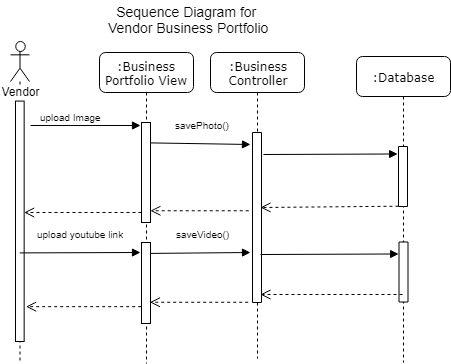 Sequence Diagram for
Vendor Business Portfolio
Vendor
:Business
Portfolio View
:Business
Controller
:Database
upload Image
savePhoto()
upload youtube link
saveVideo()